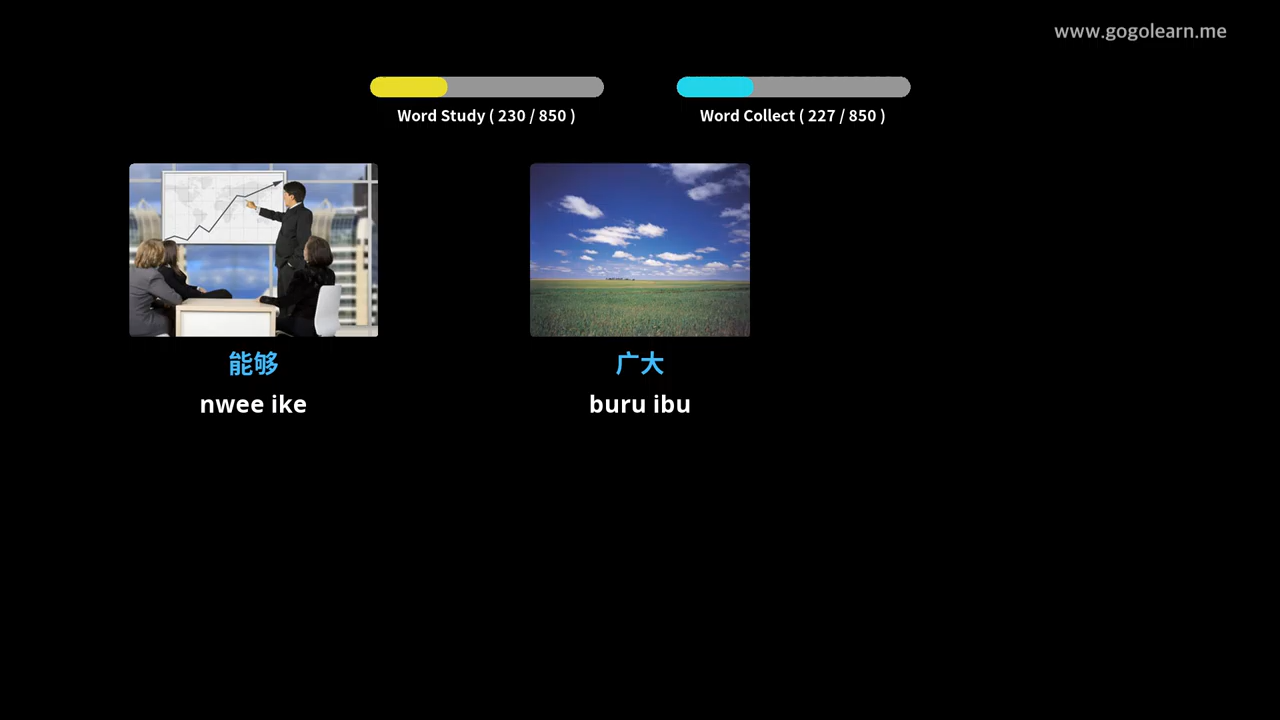 www.gogolearn.me
Word Study ( 230 / 850 )
Word Collect ( 227 / 850 )
能够
nwee ike
广大
buru ibu